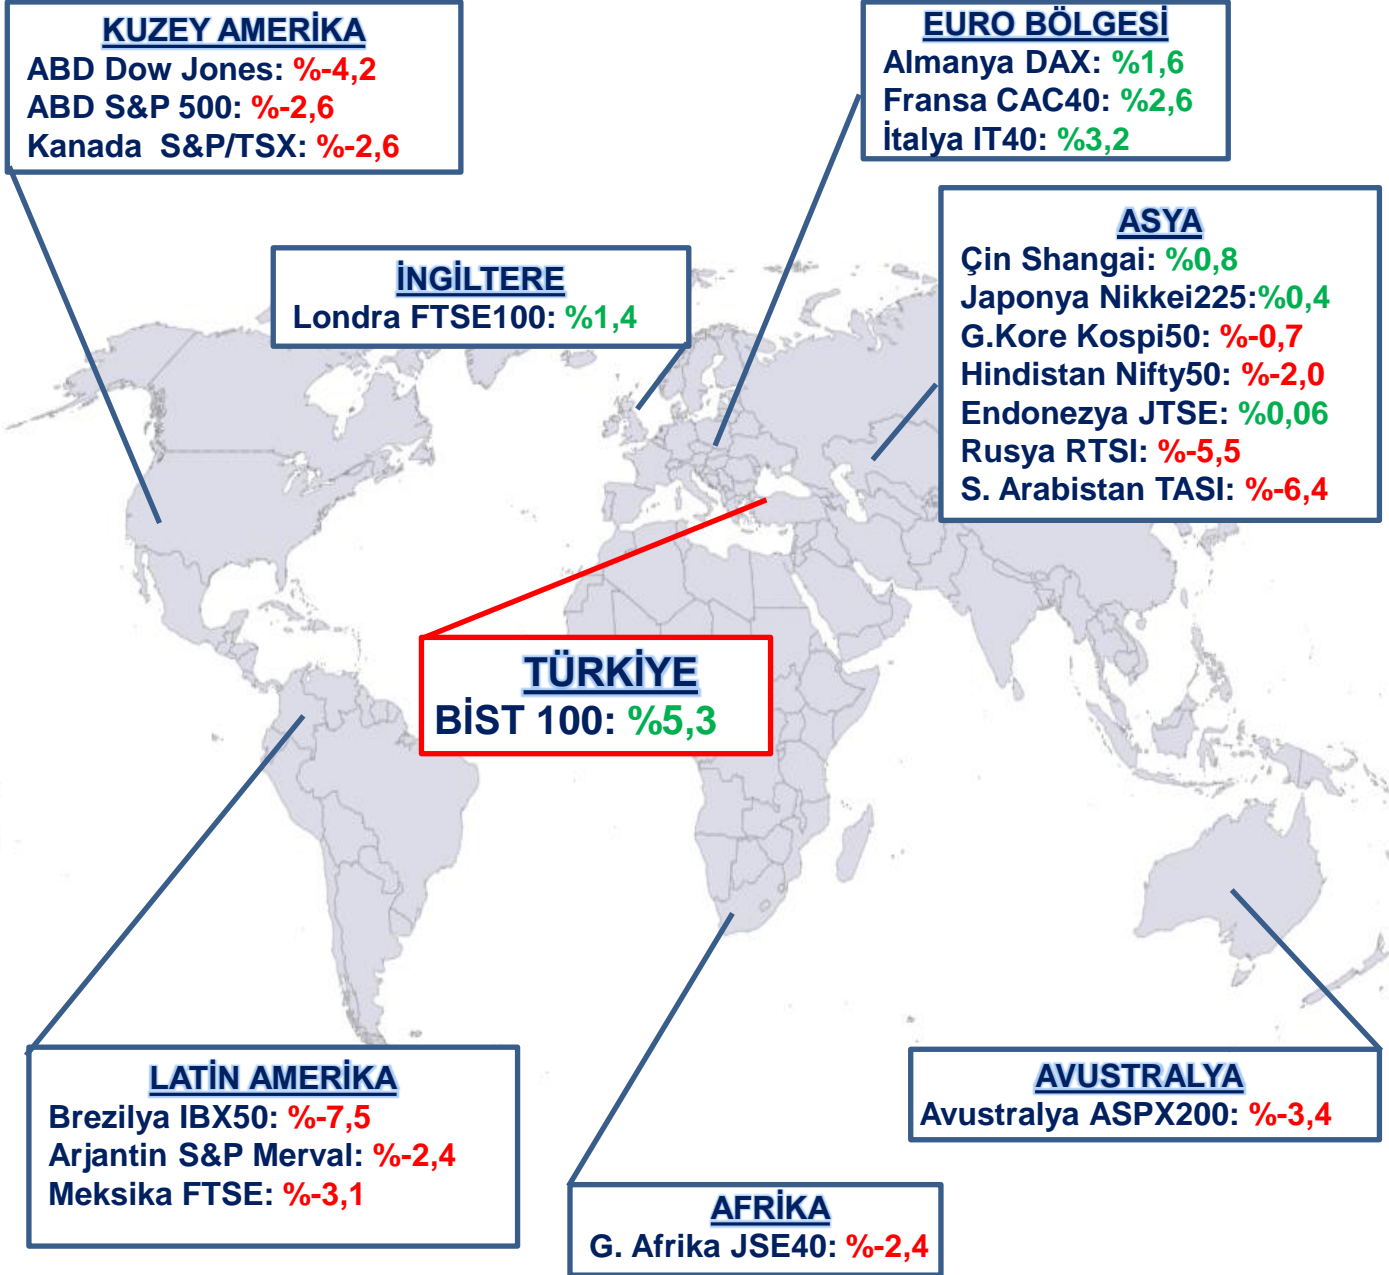 KUZEY AMERİKA
ABD Dow Jones: %-4,2
ABD S&P 500: %-2,6
Kanada S&P/TSX: %-2,6
EURO BÖLGESİ
Almanya DAX: %1,6
Fransa CAC40: %2,6
İtalya IT40: %3,2
ASYA
Çin Shangai: %0,8
Japonya Nikkei225:%0,4
G.Kore Kospi50: %-0,7
Hindistan Nifty50: %-2,0
Endonezya JTSE: %0,06
Rusya RTSI: %-5,5
S. Arabistan TASI: %-6,4
İNGİLTERE
Londra FTSE100: %1,4
TÜRKİYE
BİST 100: %5,3
LATİN AMERİKA
Brezilya IBX50: %-7,5
Arjantin S&P Merval: %-2,4
Meksika FTSE: %-3,1
AFRİKA
G. Afrika JSE40: %-2,4
AVUSTRALYA
Avustralya ASPX200: %-3,4